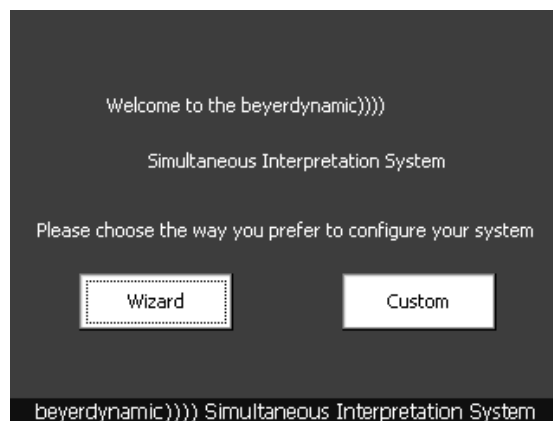 Welcome to the beyerdynamic))))
Simultaneous Interpretation System
Please choose the way you prefer to configure your system
Wizard
Custom
beyerdynamic)))) Simultaneous Interpretation System